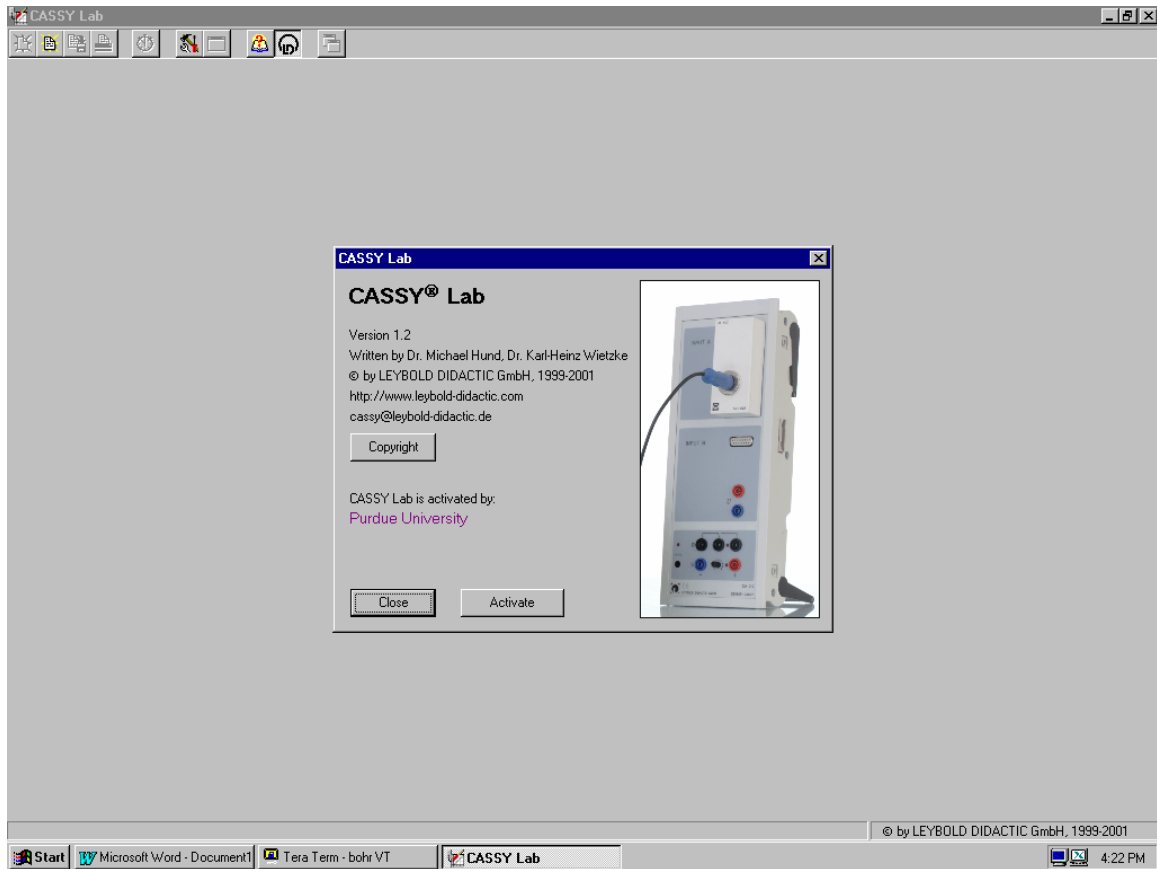 CASSY Lab
CASSY Lab
CASSY® Lab
Version 1.2
Written by Dr. Michael Hund, Dr. Karl-Heinz Wietzke
© by LEYBOLD DIDACTIC GmbH, 1999-2001
http://www.leybold-didactic.com
cassy@leybold-didactic.de
Copyright
CASSY Lab is activated by:
Purdue University
Close
Activate
INPUT A
INPUT B
© by LEYBOLD DIDACTIC GmbH, 1999-2001
Start
Microsoft Word - Document1
Tera Term - bohr VT
CASSY Lab
4:22 PM